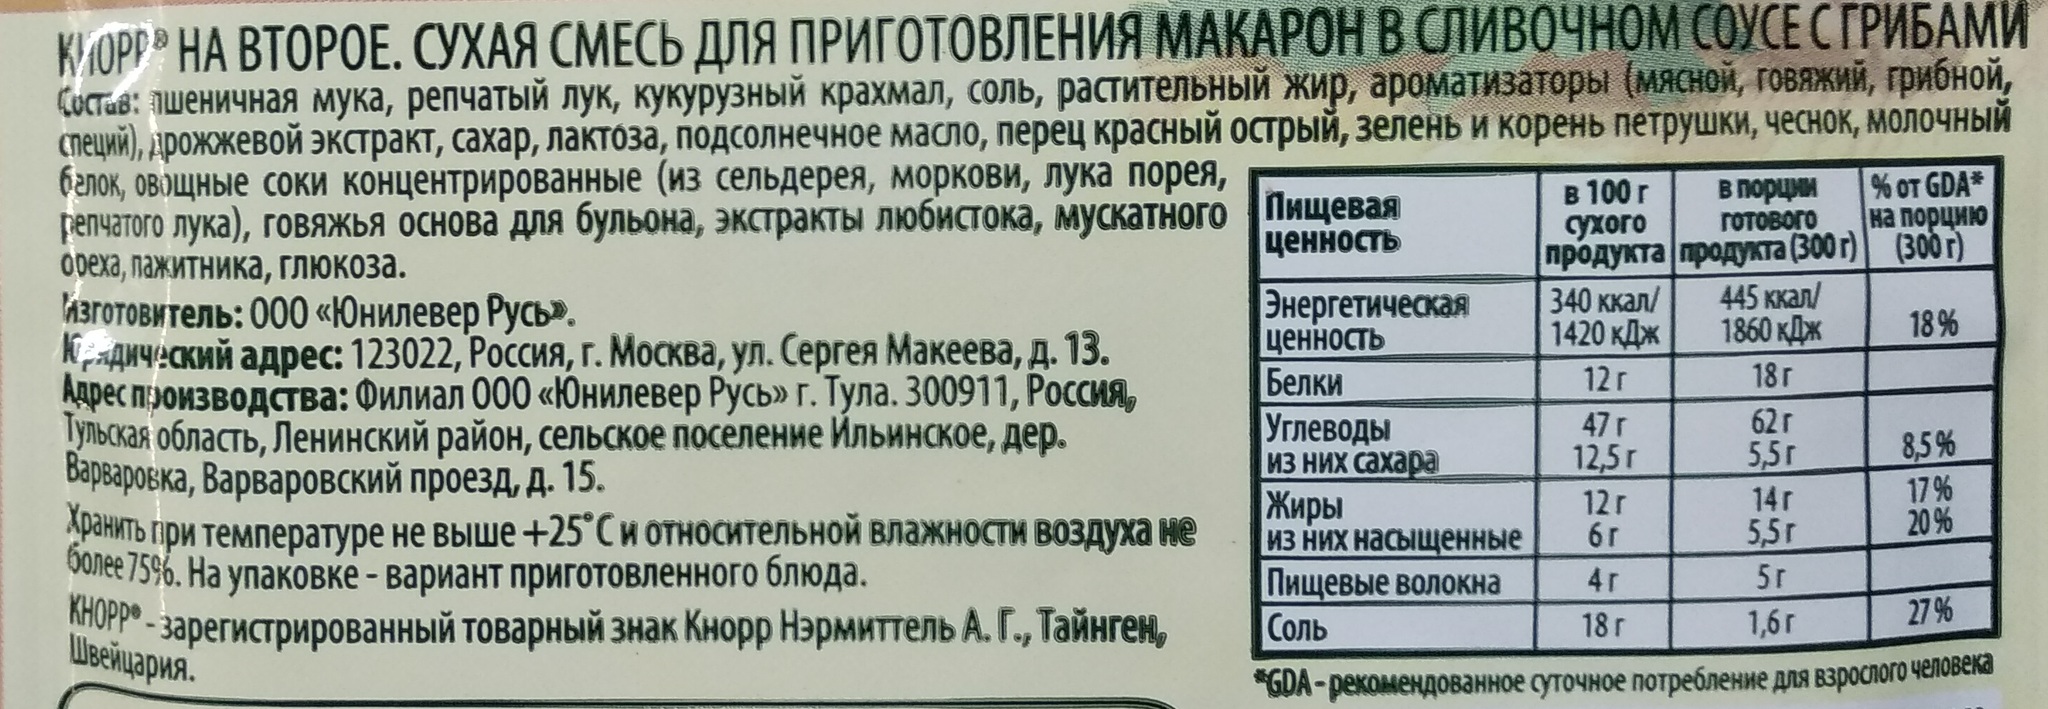 КНОРР® НА ВТОРОЕ. СУХАЯ СМЕСЬ ДЛЯ ПРИГОТОВЛЕНИЯ МАКАРОН В СЛИВОЧНОМ СОУСЕ С ГРИБАМИ
Состав: пшеничная мука, репчатый лук, кукурузный крахмал, соль, растительный жир, ароматизаторы (мясной, говяжий, грибной,
специй), дрожжевой экстракт, сахар, лактоза, подсолнечное масло, перец красный острый, зелень и корень петрушки, чеснок, молочный
белок, овощные соки концентрированные (из сельдерея, моркови, лука порея,
репчатого лука), говяжья основа для бульона, экстракты любистока, мускатного
ореха, пажитника, глюкоза.
Изготовитель: ООО «Юнилевер Русь».
Юридический адрес: 123022, Россия, г. Москва, ул. Сергея Макеева, д. 13.
Адрес производства: Филиал ООО «Юнилевер Русь» г. Тула. 300911, Россия,
Тульская область, Ленинский район, сельское поселение Ильинское, дер.
Варваровка, Варваровский проезд, д. 15.
Хранить при температуре не выше +25°С и относительной влажности воздуха не
более 75%. На упаковке - вариант приготовленного блюда.
КНОРР® - зарегистрированный товарный знак Кнорр Нэрмиттель А. Г., Тайнген,
Швейцария.
Пищевая ценность в 100 г сухого продукта в порции готового продукта (300 г) % от GDA* на порцию (300 г)
Энергетическая ценность 340 ккал/ 1420 кДж 445 ккал/ 1860 кДж 18 %
Белки 12 г 18 г
Углеводы 47 г 62 г
из них сахара 12,5 г 5,5 г 8,5 %
Жиры 12 г 14 г 17 %
из них насыщенные 6 г 5,5 г 20 %
Пищевые волокна 4 г 5 г
Соль 18 г 1,6 г 27 %
*GDA - рекомендованное суточное потребление для взрослого человека